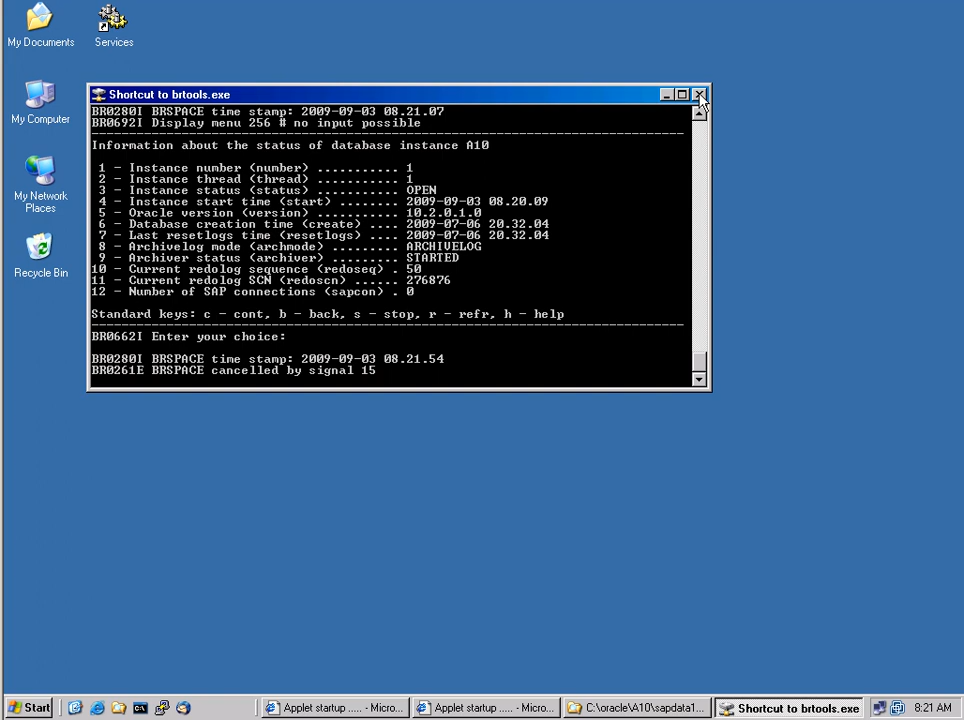 My Documents
Services
My Computer
My Network
Places
Recycle Bin
Shortcut to brtools.exe
BR0280I BRSPACE time stamp: 2009-09-03 08.21.07
BR0692I Display menu 256 # no input possible
-------------------------------------------------------------------------------
Information about the status of database instance A10
1 - Instance number (number) ........... 1
2 - Instance thread (thread) ........... 1
3 - Instance status (status) ........... OPEN
4 - Instance start time (start) ........ 2009-09-03 08.20.09
5 - Oracle version (version) ........... 10.2.0.1.0
6 - Database creation time (create) .... 2009-07-06 20.32.04
7 - Last resetlogs time (resetlogs) .... 2009-07-06 20.32.04
8 - Archivelog mode (archmode) ......... ARCHIVELOG
9 - Archiver status (archiver) ......... STARTED
10 - Current redolog sequence (redoseq) . 50
11 - Current redolog SCN (redoscn) ...... 276876
12 - Number of SAP connections (sapcon) . 0
Standard keys: c - cont, b - back, s - stop, r - refr, h - help
-------------------------------------------------------------------------------
BR0662I Enter your choice:
BR0280I BRSPACE time stamp: 2009-09-03 08.21.54
BR0261E BRSPACE cancelled by signal 15
Start
Applet startup ..... - Micro...
Applet startup ..... - Micro...
C:\oracle\A10\sapdata1...
Shortcut to brtools.exe
8:21 AM